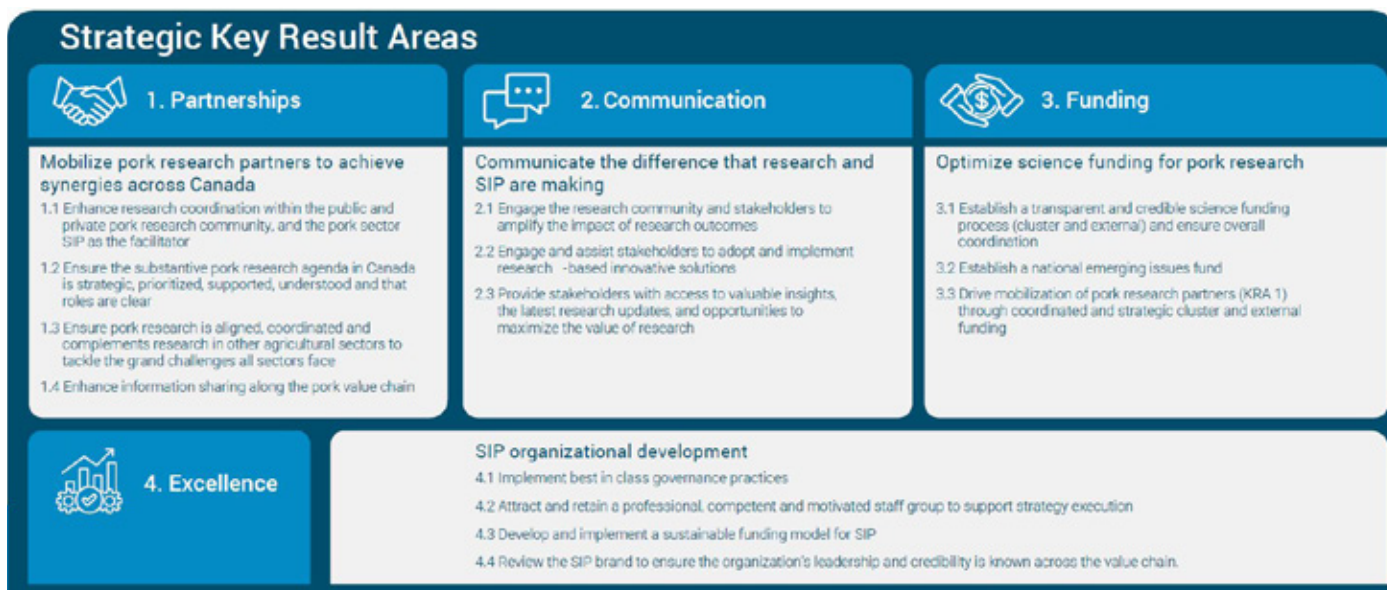 Strategic Key Result Areas
1. Partnerships
Mobilize pork research partners to achieve
synergies across Canada
1.1 Enhance research coordination within the public and
private pork research community, and the pork sector
SIP as the facilitator
1.2 Ensure the substantive pork research agenda in Canada
is strategic, prioritized, supported, understood and that
roles are clear
1.3 Ensure pork research is aligned, coordinated and
complements research in other agricultural sectors to
tackle the grand challenges all sectors face
1.4 Enhance information sharing along the pork value chain
2. Communication
Communicate the difference that research and
SIP are making
2.1 Engage the research community and stakeholders to
amplify the impact of research outcomes
2.2 Engage and assist stakeholders to adopt and implement
research -based innovative solutions
2.3 Provide stakeholders with access to valuable insights,
the latest research updates, and opportunities to
maximize the value of research
3. Funding
Optimize science funding for pork research
3.1 Establish a transparent and credible science funding
process (cluster and external) and ensure overall
coordination
3.2 Establish a national emerging issues fund
3.3 Drive mobilization of pork research partners (KRA 1)
through coordinated and strategic cluster and external
funding
4. Excellence
SIP organizational development
4.1 Implement best in class governance practices
4.2 Attract and retain a professional, competent and motivated staff group to support strategy execution
4.3 Develop and implement a sustainable funding model for SIP
4.4 Review the SIP brand to ensure the organization's leadership and credibility is known across the value chain.